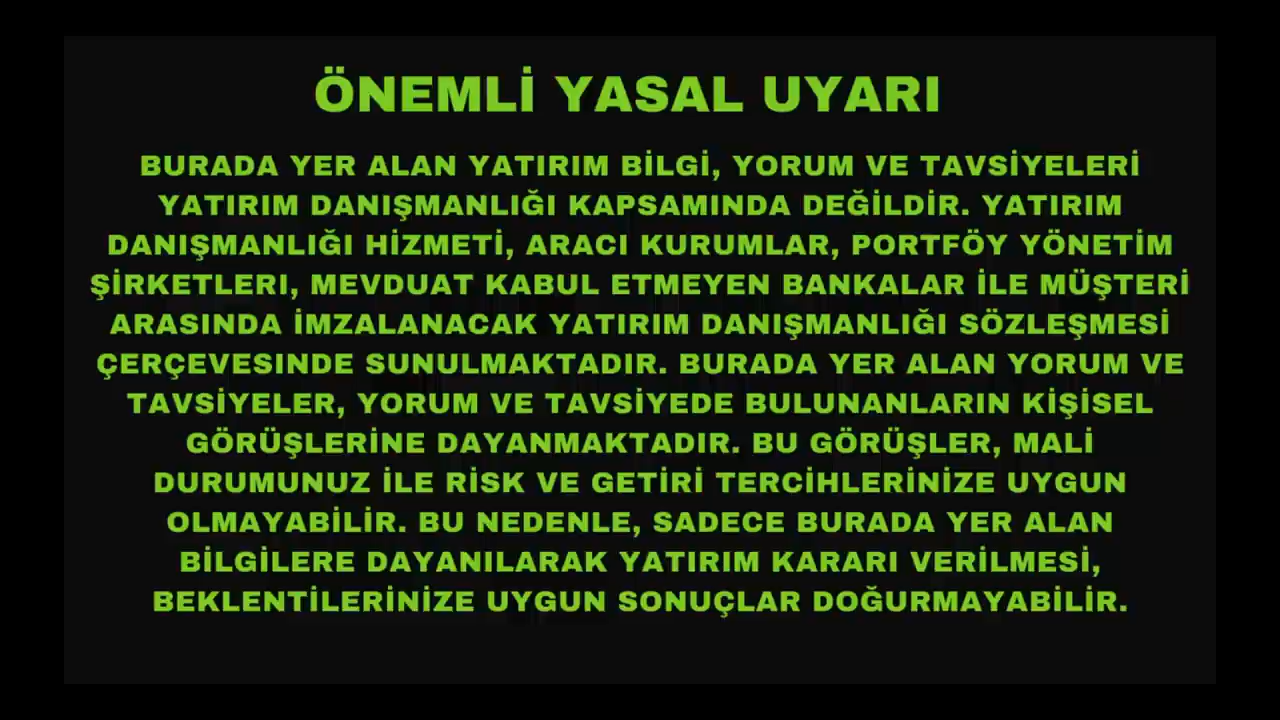 ÖNEMLİ YASAL UYARI
BURADA YER ALAN YATIRIM BİLGİ, YORUM VE TAVSİYELERİ
YATIRIM DANIŞMANLIĞI KAPSAMINDA DEĞİLDİR. YATIRIM
DANIŞMANLIĞI HİZMETİ, ARACI KURUMLAR, PORTFÖY YÖNETİM
ŞİRKETLERI, MEVDUAT KABUL ETMEYEN BANKALAR İLE MÜŞTERİ
ARASINDA İMZALANACAK YATIRIM DANIŞMANLIĞI SÖZLEŞMESİ
ÇERÇEVESINDE SUNULMAKTADIR. BURADA YER ALAN YORUM VE
TAVSİYELER, YORUM VE TAVSİYEDE BULUNANLARIN KİŞİSEL
GÖRÜŞLERİNE DAYANMAKTADIR. BU GÖRÜŞLER, MALİ
DURUMUNUZ İLE RİSK VE GETİRİ TERCİHLERİNİZE UYGUN
OLMAYABİLİR. BU NEDENLE, SADECE BURADA YER ALAN
BİLGİLERE DAYANILARAK YATIRIM KARARI VERİLMESİ,
BEKLENTİLERİNİZE UYGUN SONUÇLAR DOĞURMAYABİLİR.